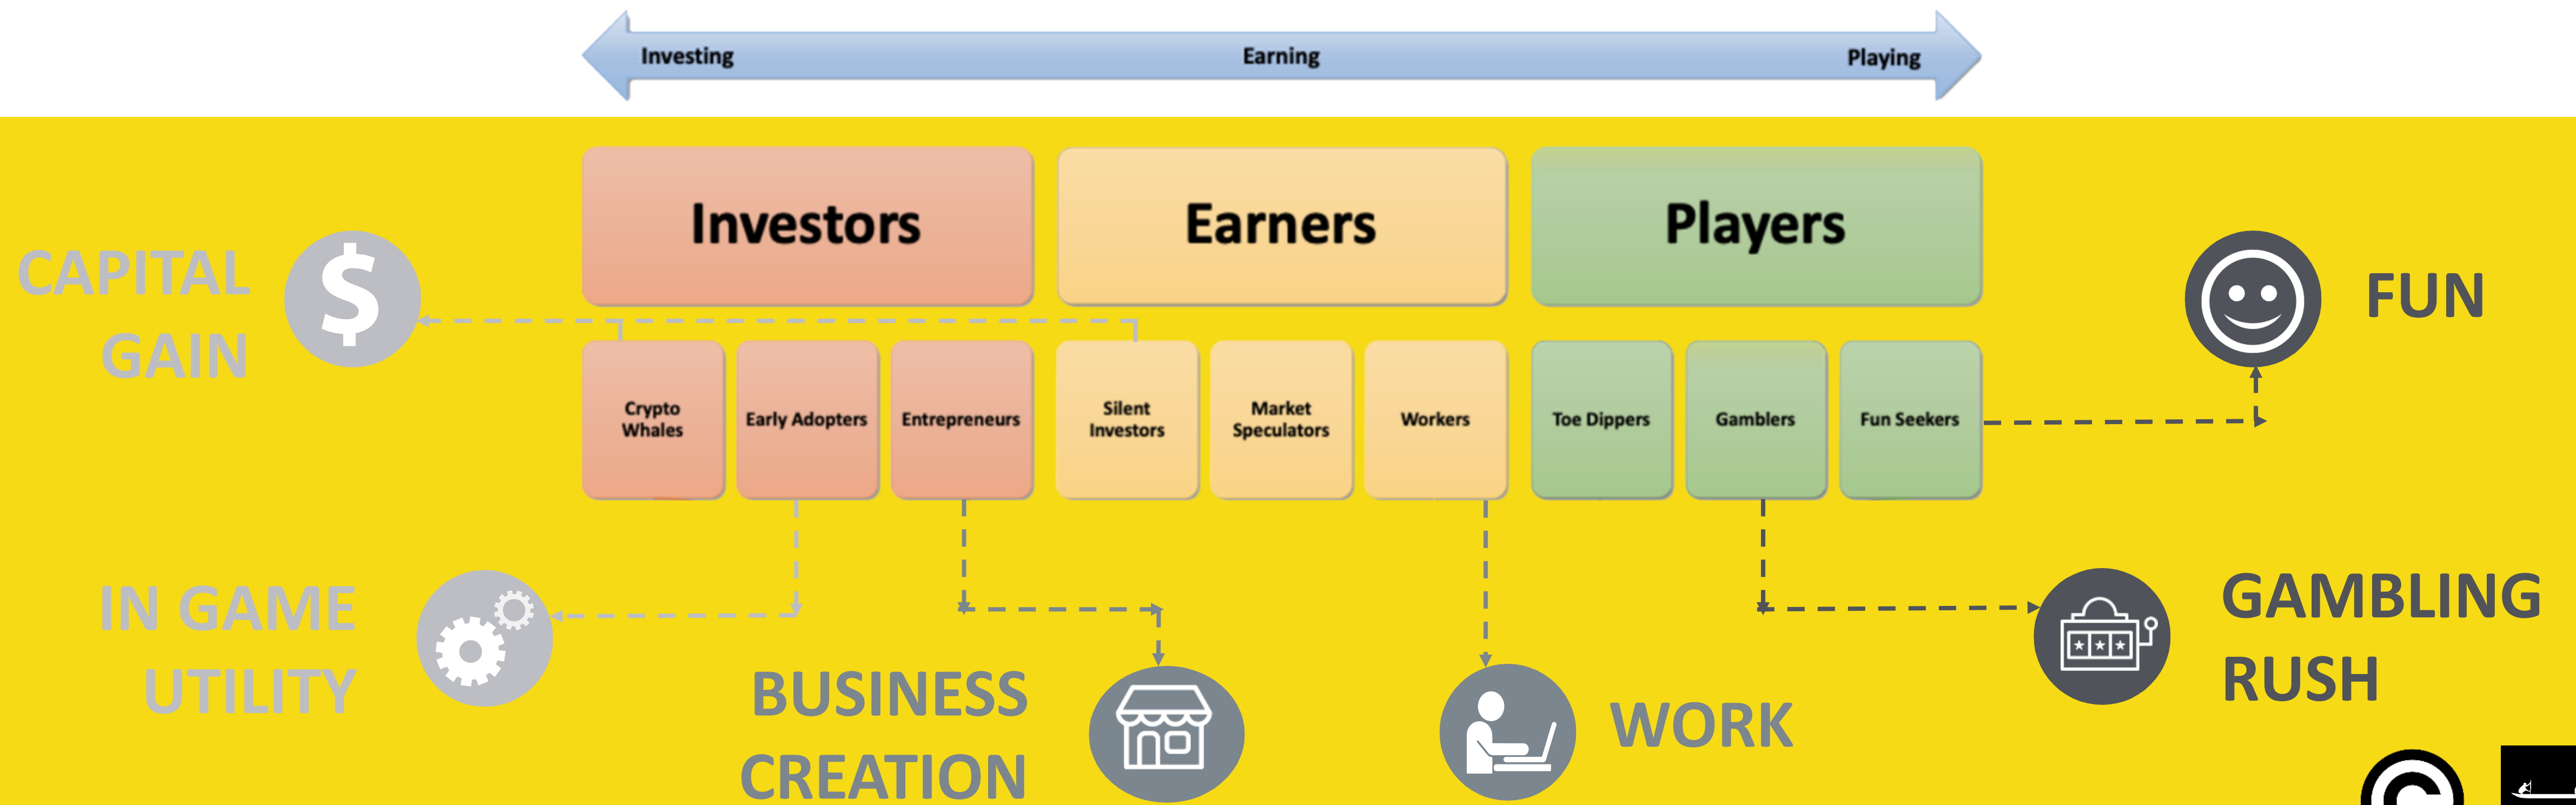 Investing
Earning
Playing
Investors
Earners
Players
CAPITAL
GAIN
$
FUN
Crypto
Whales
Early Adopters
Entrepreneurs
Silent
Investors
Market
Speculators
Workers
Toe Dippers
Gamblers
Fun Seekers
IN GAME
UTILITY
BUSINESS
CREATION
WORK
GAMBLING
RUSH